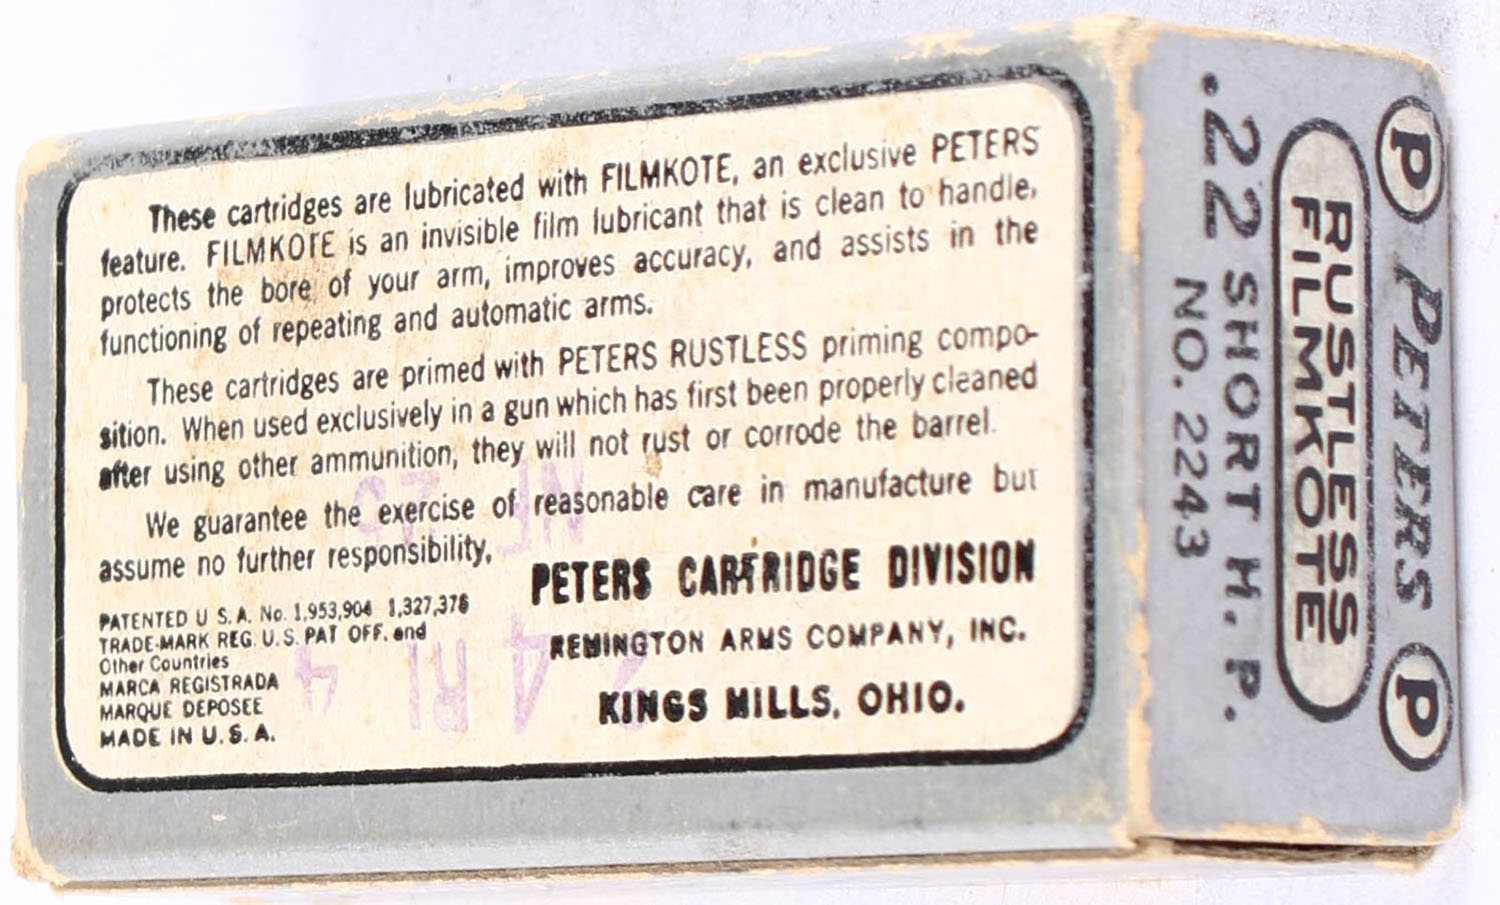 These cartridges are lubricated with FILMKOTE, an exclusive PETERS
feature. FILMKOTE is an invisible film lubricant that is clean to handle,
protects the bore of your arm, improves accuracy, and assists in the
functioning of repeating and automatic arms.
These cartridges are primed with PETERS RUSTLESS priming compo-
sition. When used exclusively in a gun which has first been properly cleaned
after using other ammunition, they will not rust or corrode the barrel.
We guarantee the exercise of reasonable care in manufacture but
assume no further responsibility.
PETERS CARTRIDGE DIVISION
REMINGTON ARMS COMPANY, INC.
KINGS MILLS, OHIO.
PATENTED U S. A. No. 1,953,904 1,327,376
TRADE-MARK REG. U.S. PAT OFF. and
Other Countries
MARCA REGISTRADA
MARQUE DEPOSEE
MADE IN U.S.A.
P PETERS P
RUSTLESS
FILMKOTE
.22 SHORT H. P.
NO. 2243